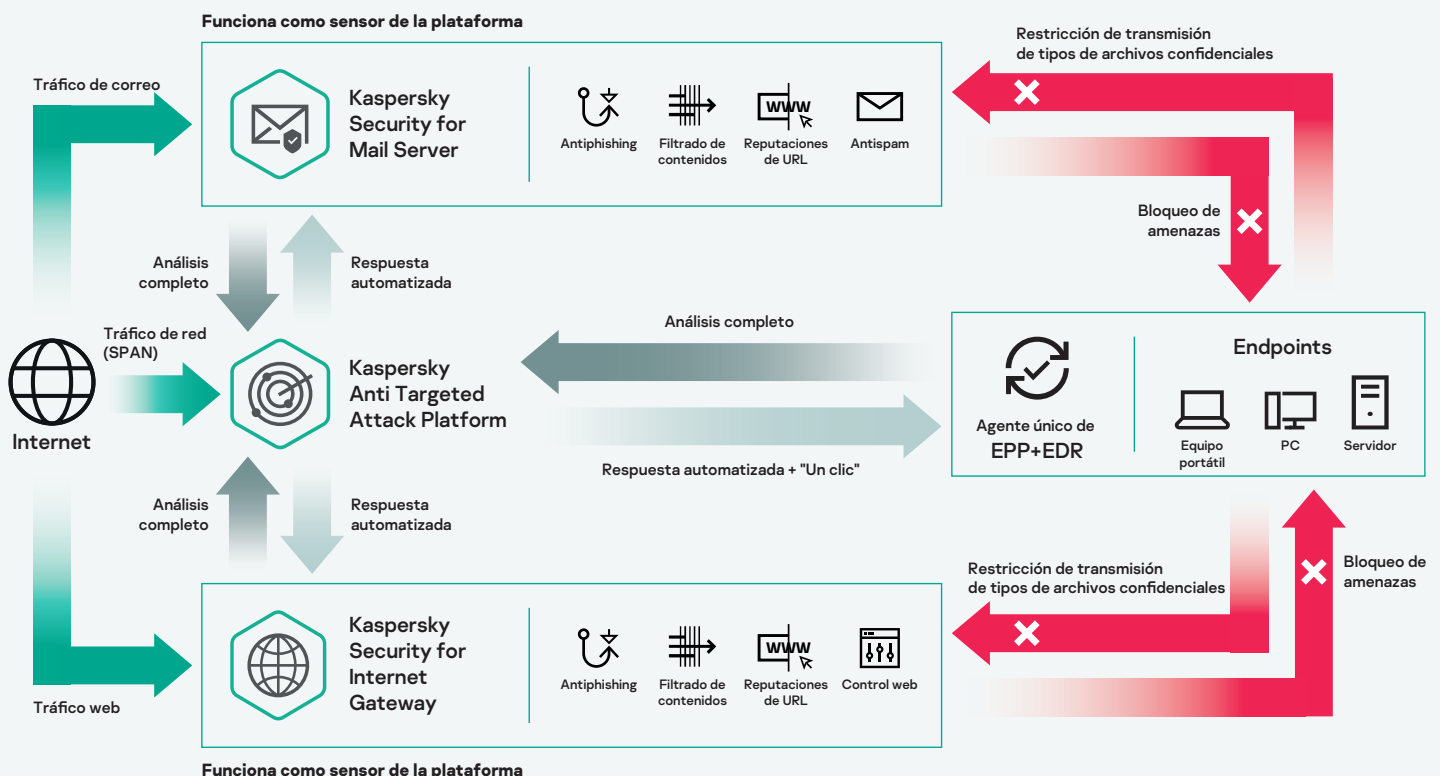 Funciona como sensor de la plataforma
Tráfico de correo
Kaspersky
Security for
Mail Server
WWW
Antiphishing
Filtrado de
contenidos
Reputaciones
de URL
Antispam
Restricción de transmisión
de tipos de archivos confidenciales
Bloqueo de
amenazas
Análisis
completo
Respuesta
automatizada
Tráfico de red
(SPAN)
Internet
Kaspersky
Anti Targeted
Attack Platform
Análisis completo
Respuesta automatizada + "Un clic"
Agente único de
EPP+EDR
Endpoints
Equipo
portátil
PC
Servidor
Análisis
completo
Respuesta
automatizada
Restricción de transmisión
de tipos de archivos confidenciales
Bloqueo de
amenazas
Tráfico web
Kaspersky
Security for
Internet
Gateway
WWW
Antiphishing
Filtrado de
contenidos
Reputaciones
de URL
Control web
Funciona como sensor de la plataforma